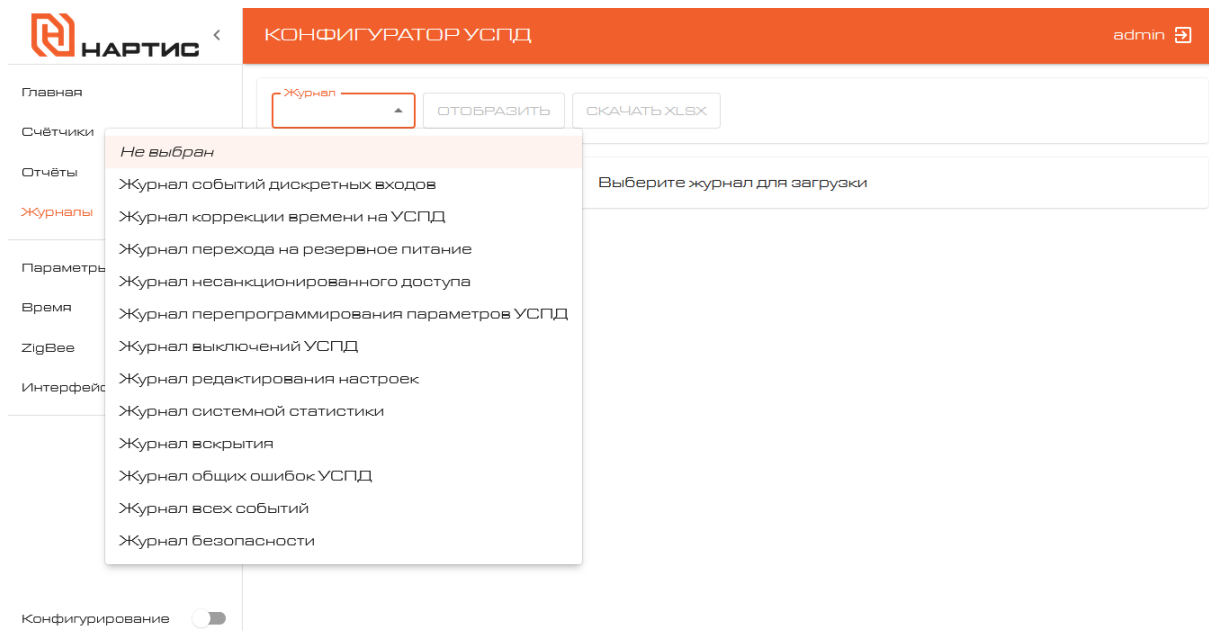 НАРТИС
КОНФИГУРАТОР УСПД
admin
Главная
Счётчики
Отчёты
Журналы
Параметры
Время
ZigBee
Интерфейс
Конфигурирование
Журнал
ОТОБРАЗИТЬ
СКАЧАТЬ XLSX
Не выбран
Журнал событий дискретных входов
Журнал коррекции времени на УСПД
Журнал перехода на резервное питание
Журнал несанкционированного доступа
Журнал перепрограммирования параметров УСПД
Журнал выключений УСПД
Журнал редактирования настроек
Журнал системной статистики
Журнал вскрытия
Журнал общих ошибок УСПД
Журнал всех событий
Журнал безопасности
Выберите журнал для загрузки